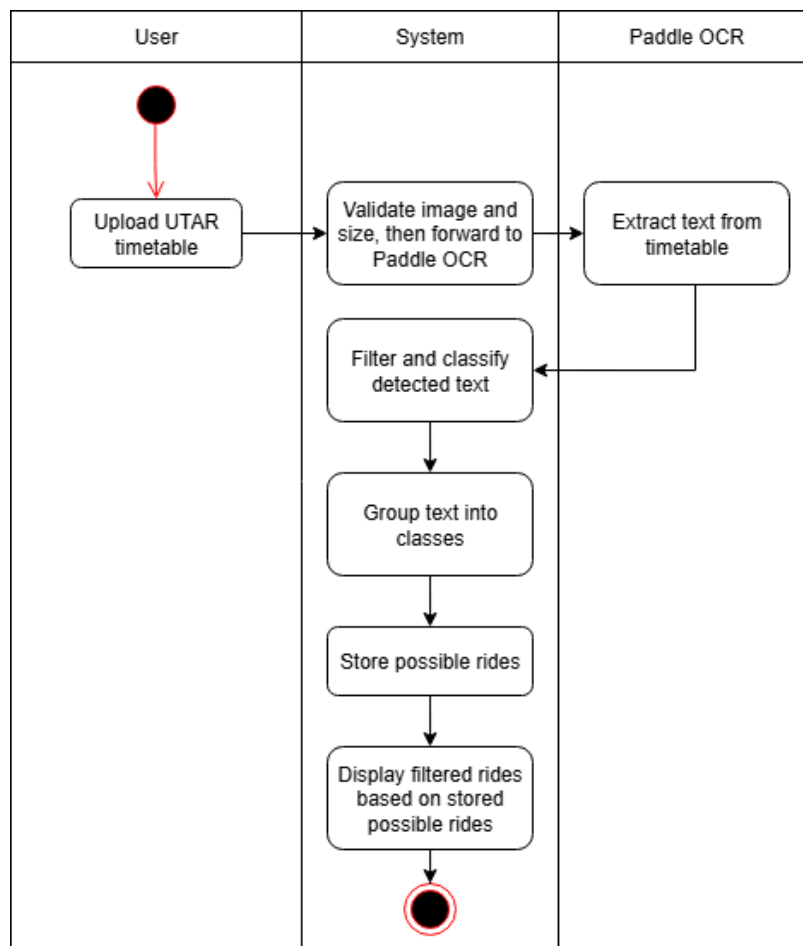 User
System
Paddle OCR
Upload UTAR
timetable
Validate image and
size, then forward to
Paddle OCR
Extract text from
timetable
Filter and classify
detected text
Group text into
classes
Store possible rides
Display filtered rides
based on stored
possible rides